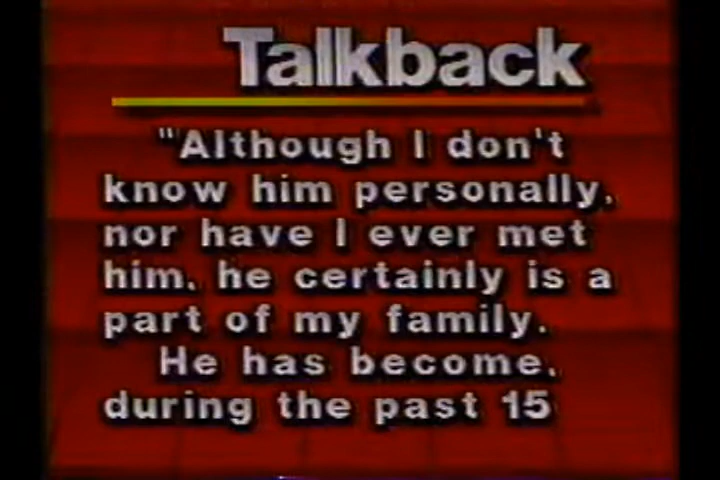 Talkback
"Although I don't
know him personally,
nor have I ever met
him, he certainly is a
part of my family.
He has become,
during the past 15